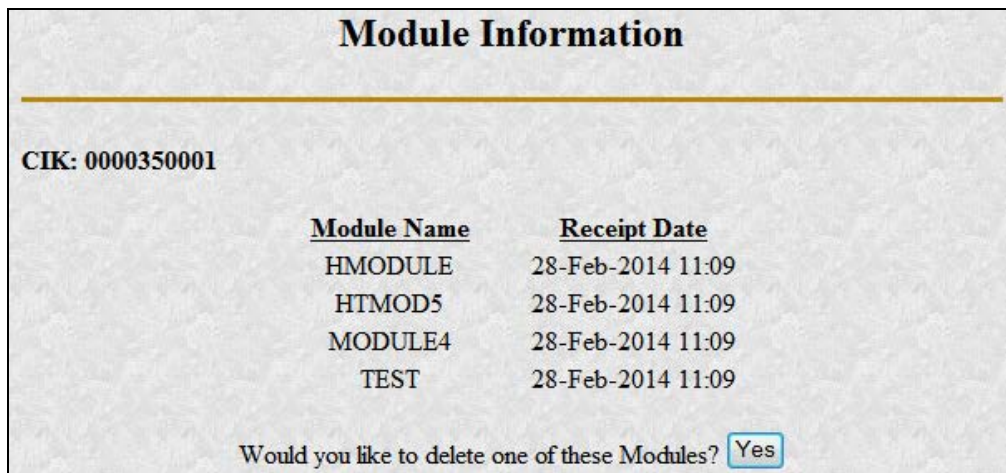 Module Information
CIK: 0000350001
Module Name Receipt Date
HMODULE 28-Feb-2014 11:09
HTMOD5 28-Feb-2014 11:09
MODULE4 28-Feb-2014 11:09
TEST 28-Feb-2014 11:09
Would you like to delete one of these Modules? Yes